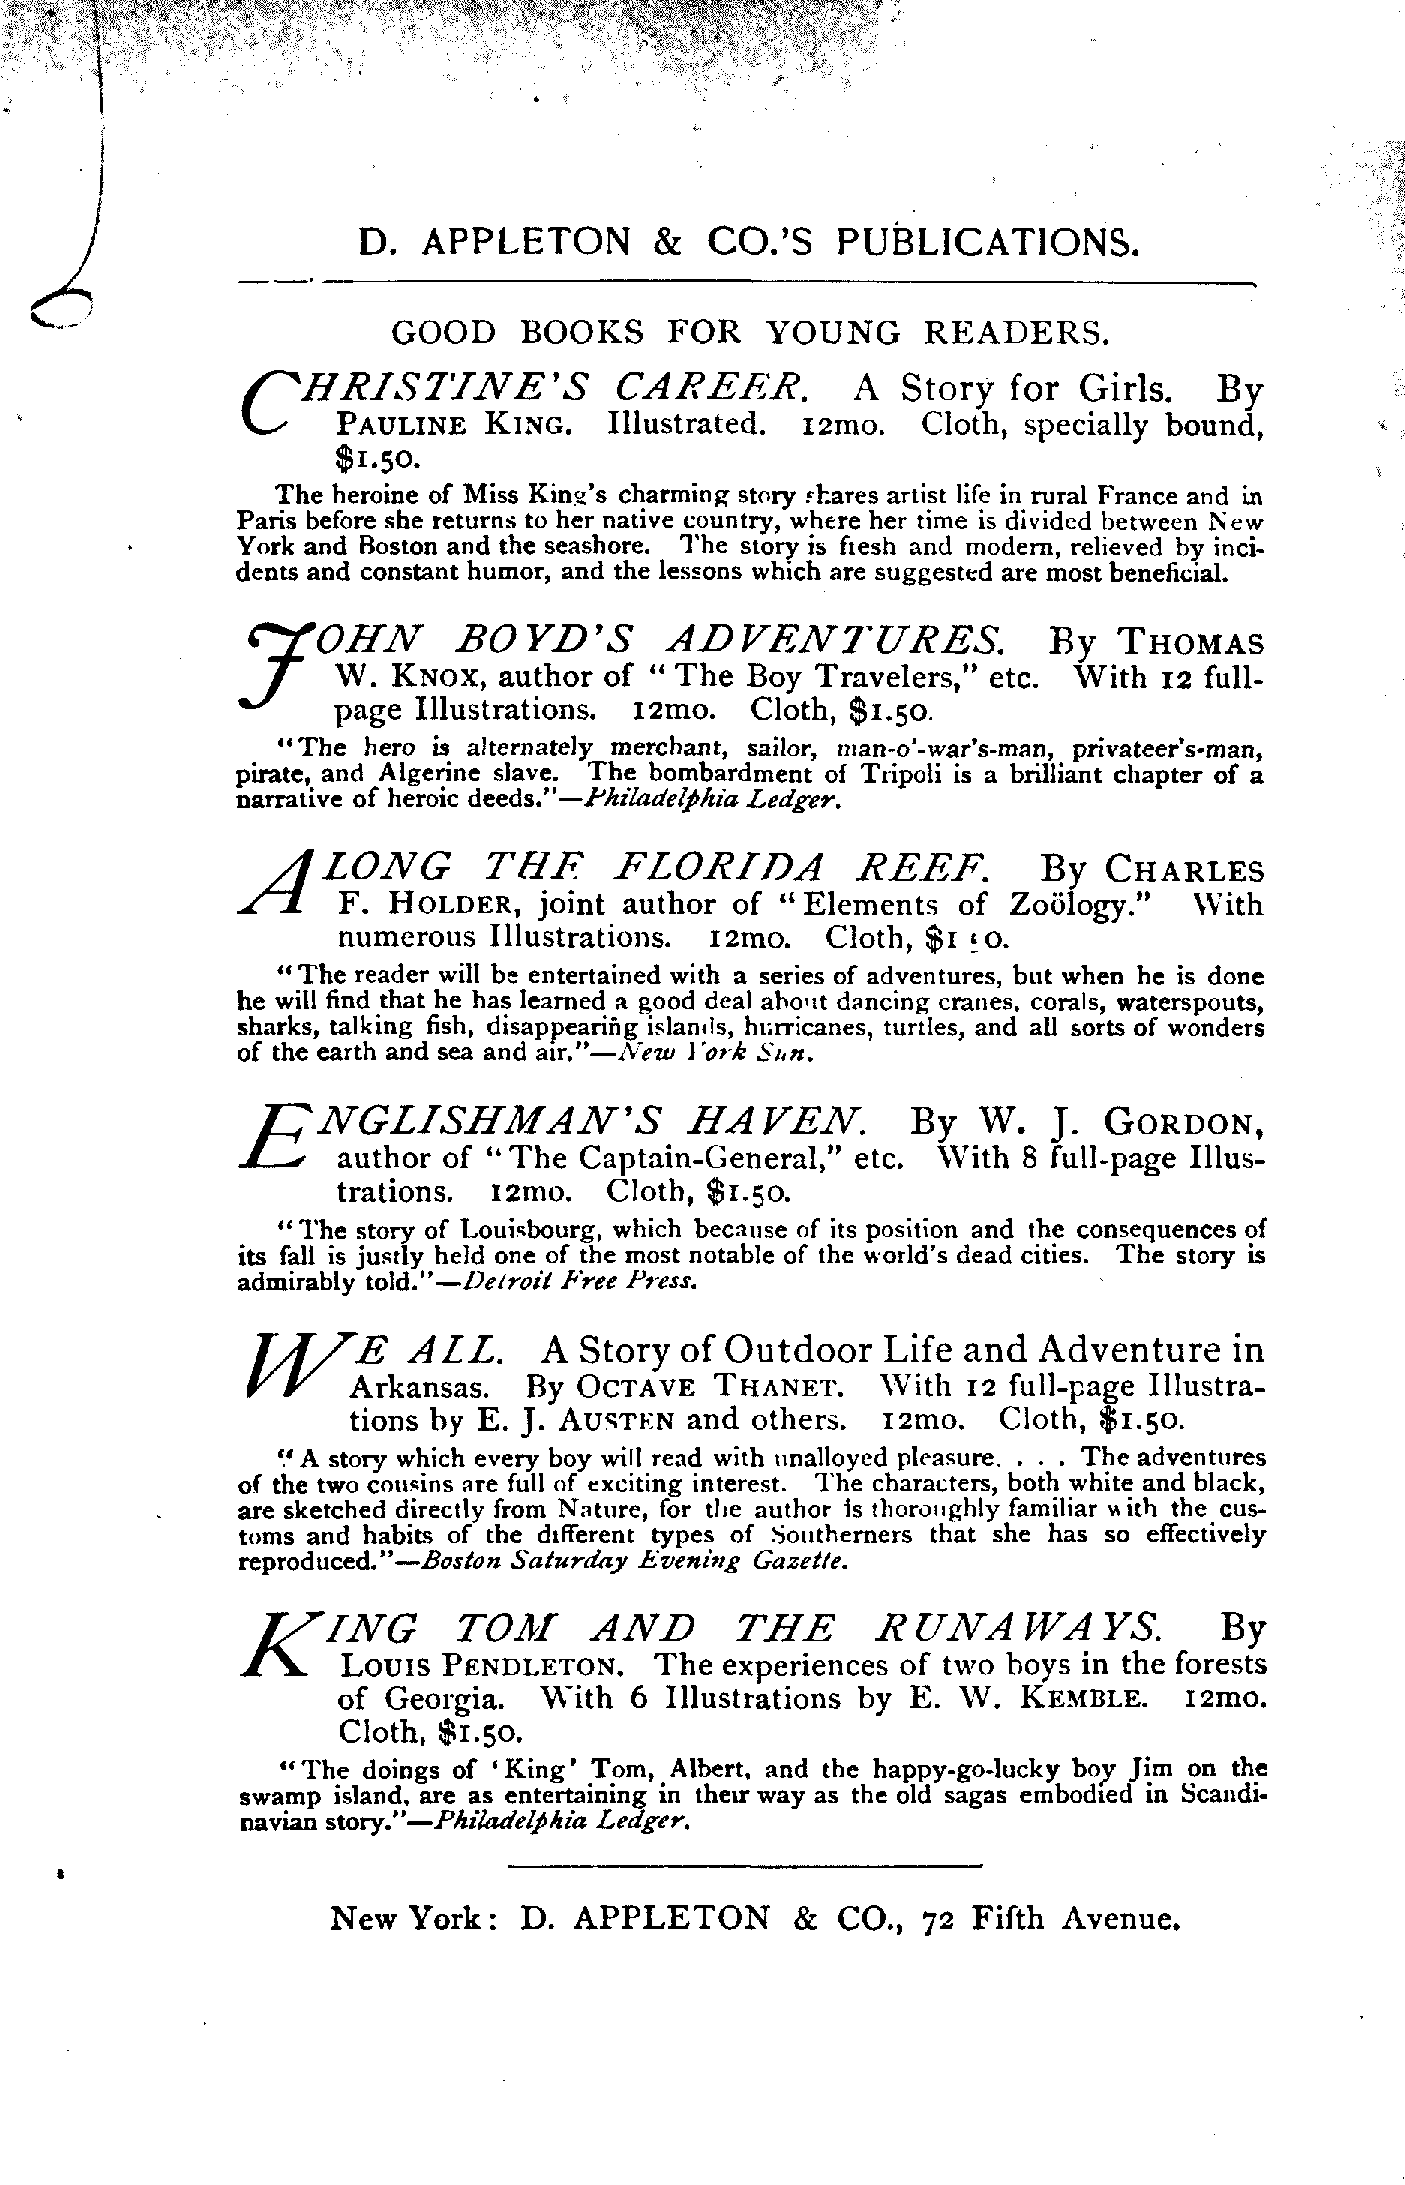 D. APPLETON & CO.'S PUBLICATIONS.
GOOD BOOKS FOR YOUNG READERS.
CHRISTINE'S CAREER. A Story for Girls. By
PAULINE KING. Illustrated. 12mo. Cloth, specially bound,
$1.50.
The heroine of Miss King's charming story shares artist life in rural France and in
Paris before she returns to her native country, where her time is divided between New
York and Boston and the seashore. The story is fresh and modern, relieved by inci-
dents and constant humor, and the lessons which are suggested are most beneficial.
JOHN BOYD'S ADVENTURES. By THOMAS
W. KNOX, author of "The Boy Travelers," etc. With 12 full-
page Illustrations. 12mo. Cloth, $1.50.
"The hero is alternately merchant, sailor, man-o'-war's-man, privateer's-man,
pirate, and Algerine slave. The bombardment of Tripoli is a brilliant chapter of a
narrative of heroic deeds."—Philadelphia Ledger.
ALONG THE FLORIDA REEF. By CHARLES
F. HOLDER, joint author of "Elements of Zoölogy." With
numerous Illustrations. 12mo. Cloth, $1.50.
"The reader will be entertained with a series of adventures, but when he is done
he will find that he has learned a good deal about dancing cranes, corals, waterspouts,
sharks, talking fish, disappearing islands, hurricanes, turtles, and all sorts of wonders
of the earth and sea and air."—New York Sun.
ENGLISHMAN'S HAVEN. By W. J. GORDON,
author of "The Captain-General," etc. With 8 full-page Illus-
trations. 12mo. Cloth, $1.50.
"The story of Louisbourg, which because of its position and the consequences of
its fall is justly held one of the most notable of the world's dead cities. The story is
admirably told."—Detroit Free Press.
WE ALL. A Story of Outdoor Life and Adventure in
Arkansas. By OCTAVE THANET. With 12 full-page Illustra-
tions by E. J. AUSTEN and others. 12mo. Cloth, $1.50.
"A story which every boy will read with unalloyed pleasure. . . . The adventures
of the two cousins are full of exciting interest. The characters, both white and black,
are sketched directly from Nature, for the author is thoroughly familiar with the cus-
toms and habits of the different types of Southerners that she has so effectively
reproduced."—Boston Saturday Evening Gazette.
KING TOM AND THE RUNAWAYS. By
LOUIS PENDLETON. The experiences of two boys in the forests
of Georgia. With 6 Illustrations by E. W. KEMBLE. 12mo.
Cloth, $1.50.
"The doings of 'King' Tom, Albert, and the happy-go-lucky boy Jim on the
swamp island, are as entertaining in their way as the old sagas embodied in Scandi-
navian story."—Philadelphia Ledger.
New York: D. APPLETON & CO., 72 Fifth Avenue.